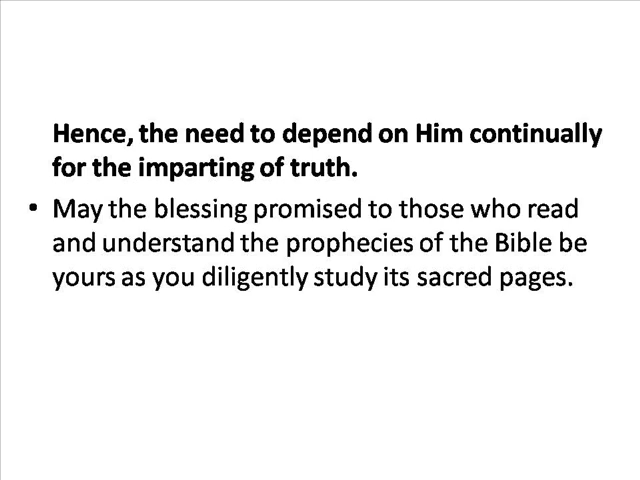 Hence, the need to depend on Him continually
for the imparting of truth.
• May the blessing promised to those who read
and understand the prophecies of the Bible be
yours as you diligently study its sacred pages.